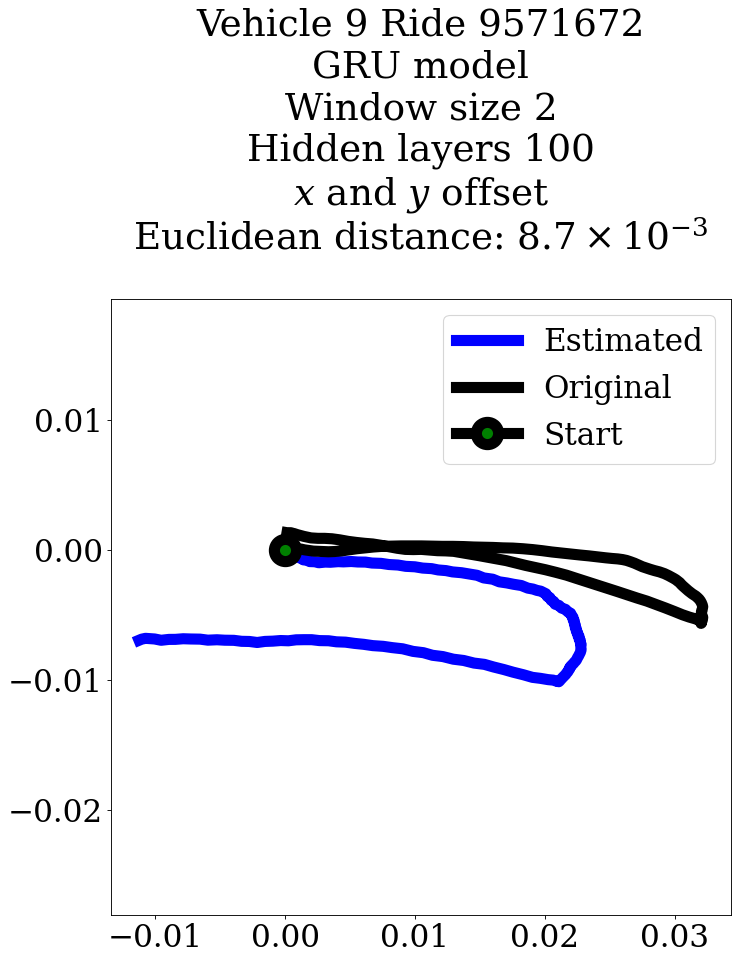 Vehicle 9 Ride 9571672
GRU model
Window size 2
Hidden layers 100
x and y offset
Euclidean distance: 8.7 × 10⁻³
Estimated
Original
Start
0.01
0.00
−0.01
−0.02
−0.01 0.00 0.01 0.02 0.03